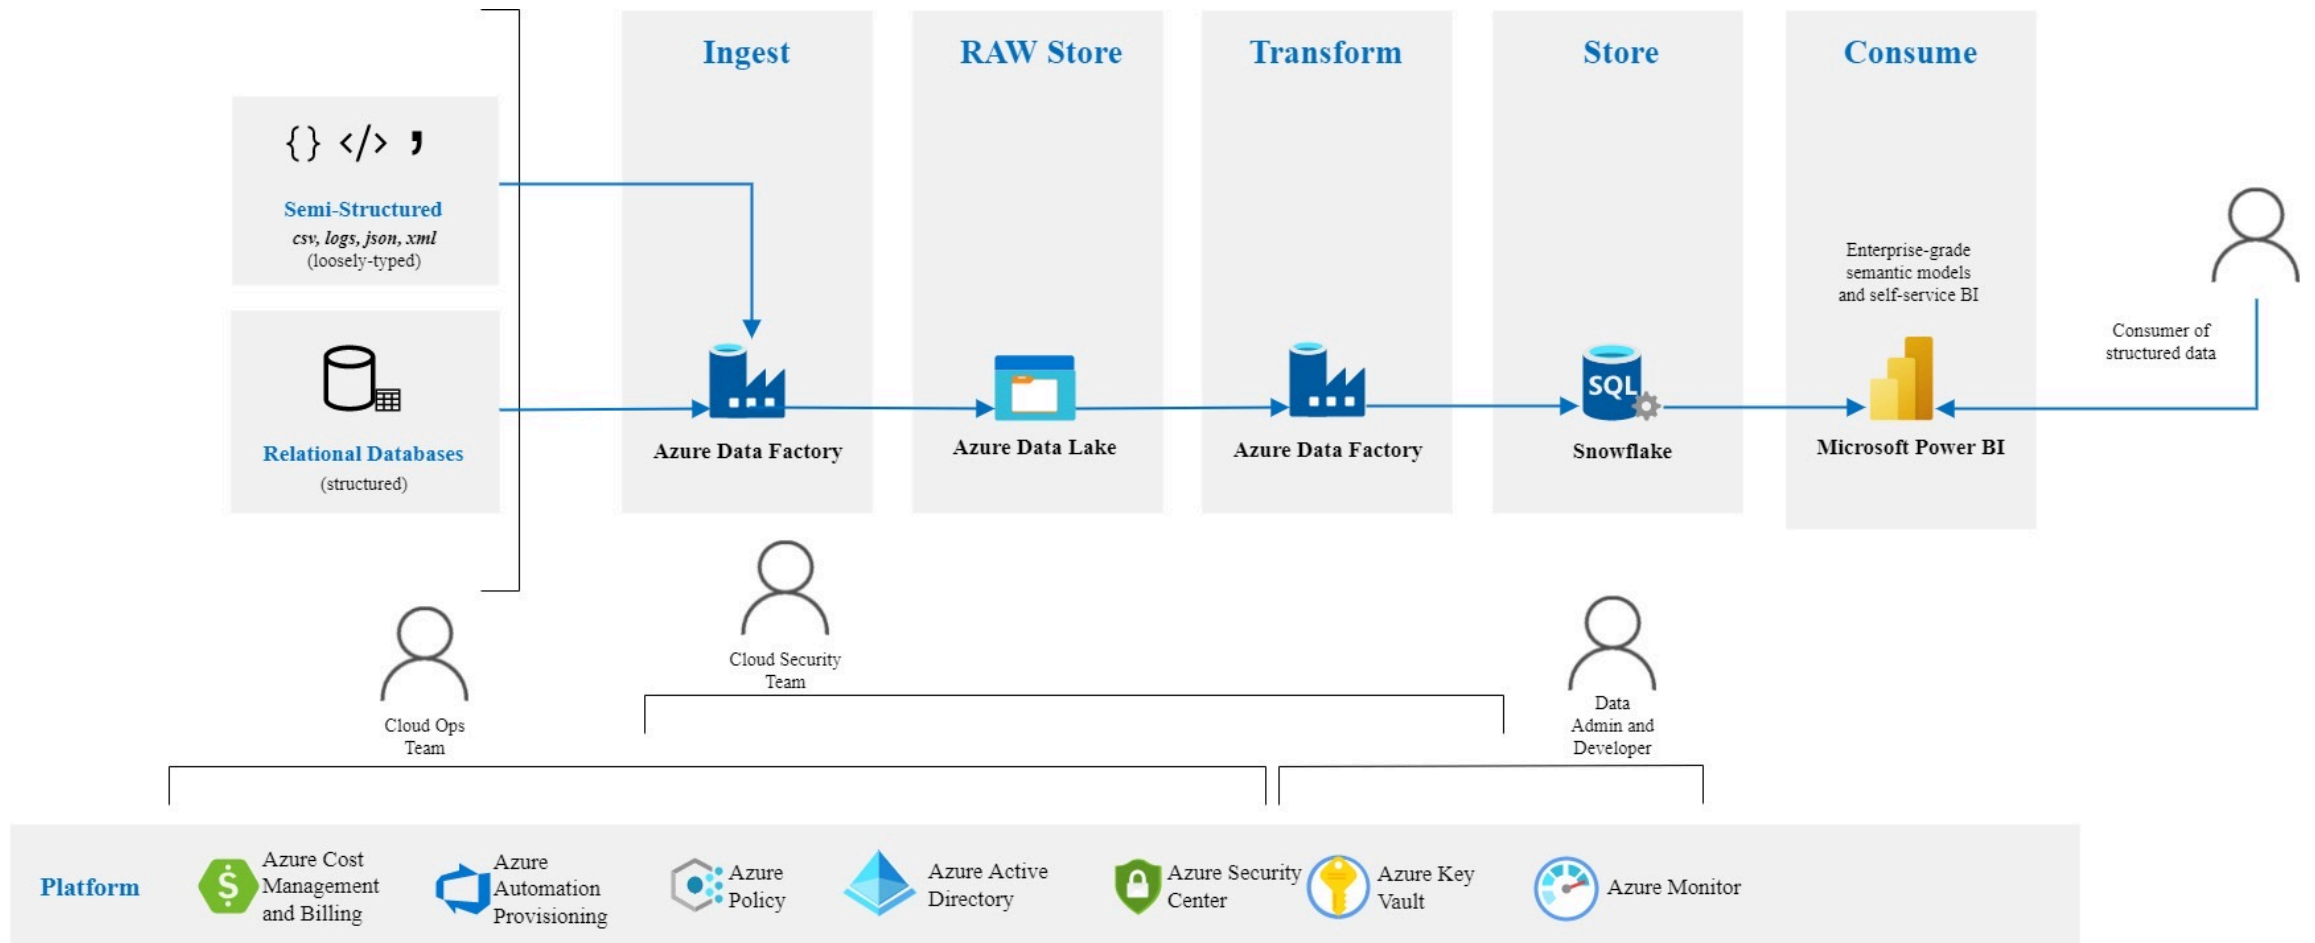 Ingest
RAW Store
Transform
Store
Consume
{} </> ,
Semi-Structured
csv, logs, json, xml
(loosely-typed)
Relational Databases
(structured)
Enterprise-grade
semantic models
and self-service BI
Consumer of
structured data
SQL
Azure Data Factory
Azure Data Lake
Azure Data Factory
Snowflake
Microsoft Power BI
Cloud Ops
Team
Cloud Security
Team
Data
Admin and
Developer
Platform
$
Azure Cost
Management
and Billing
Azure
Automation
Provisioning
Azure
Policy
Azure Active
Directory
Azure Security
Center
Azure Key
Vault
Azure Monitor